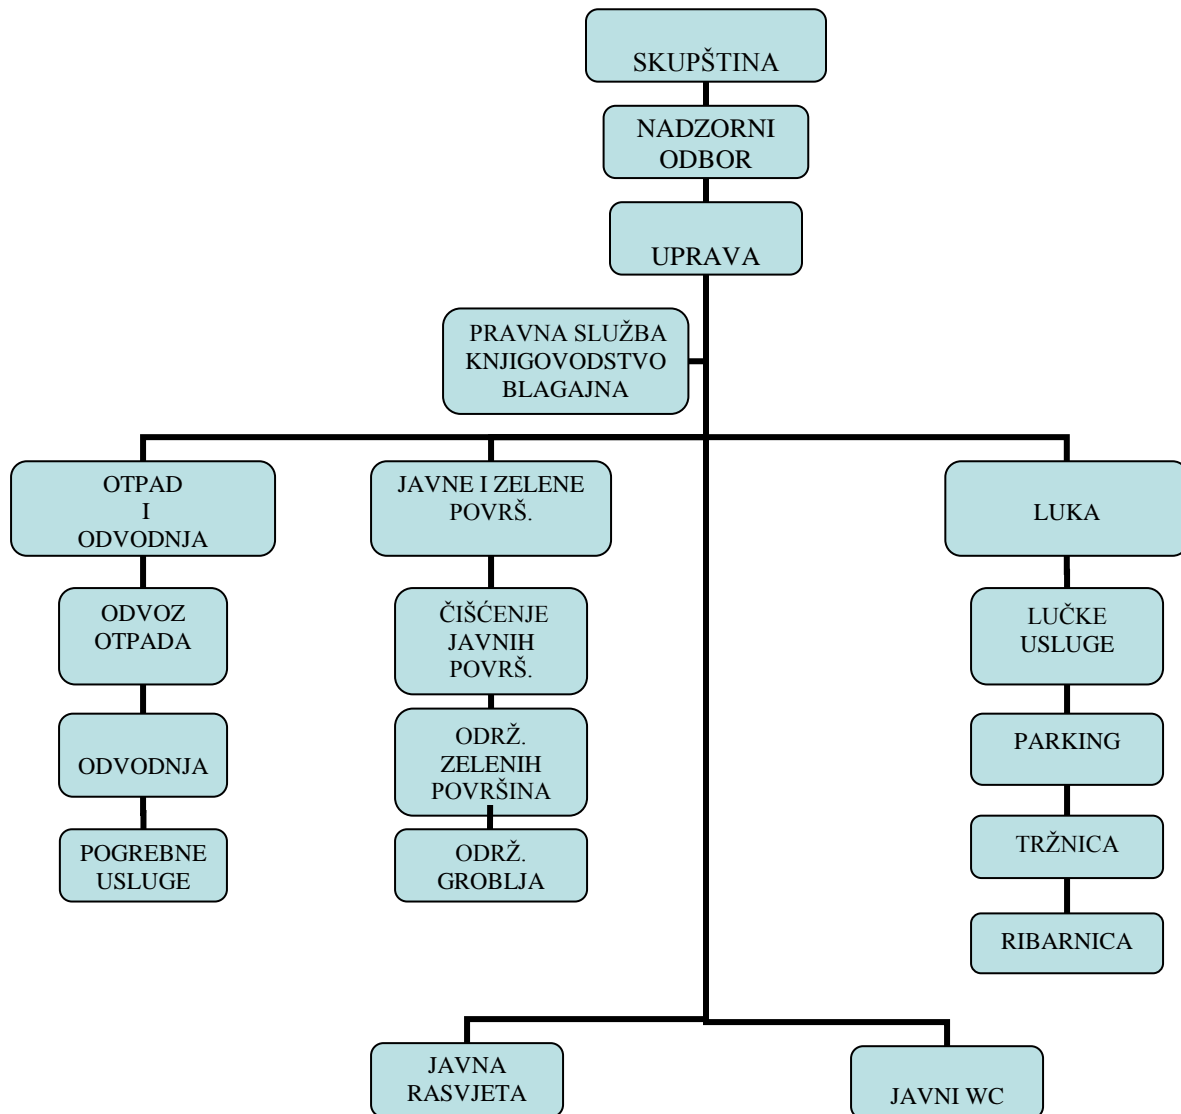 SKUPŠTINA
NADZORNI
ODBOR
UPRAVA
PRAVNA SLUŽBA
KNJIGOVODSTVO
BLAGAJNA
OTPAD
I
ODVODNJA
JAVNE I ZELENE
POVRŠ.
LUKA
ODVOZ
OTPADA
ČIŠĆENJE
JAVNIH
POVRŠ.
LUČKE
USLUGE
ODVODNJA
ODRŽ.
ZELENIH
POVRŠINA
PARKING
POGREBNE
USLUGE
ODRŽ.
GROBLJA
TRŽNICA
RIBARNICA
JAVNA
RASVJETA
JAVNI WC